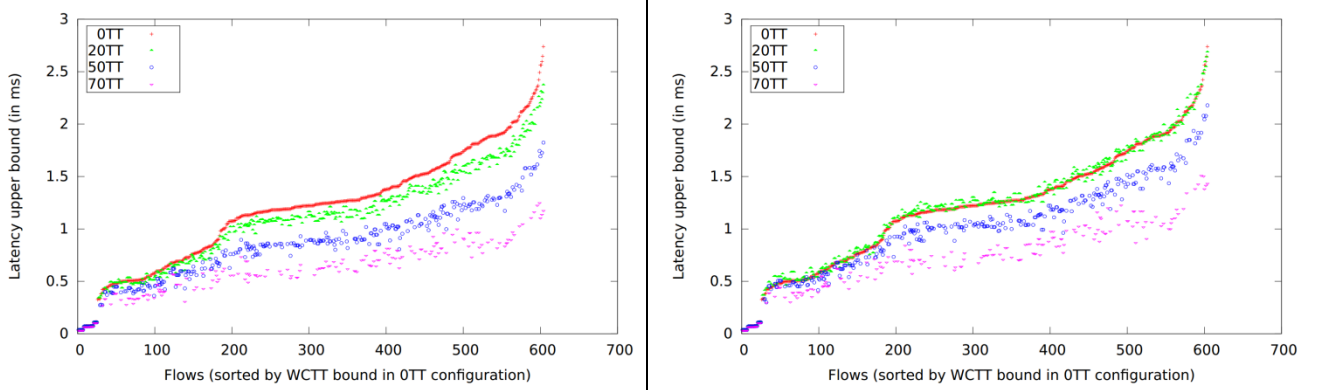 3
2.5
2
1.5
1
0.5
0
Latency upper bound (in ms)
0TT
20TT
50TT
70TT
0 100 200 300 400 500 600 700
Flows (sorted by WCTT bound in 0TT configuration)
3
2.5
2
1.5
1
0.5
0
Latency upper bound (in ms)
0TT
20TT
50TT
70TT
0 100 200 300 400 500 600 700
Flows (sorted by WCTT bound in 0TT configuration)